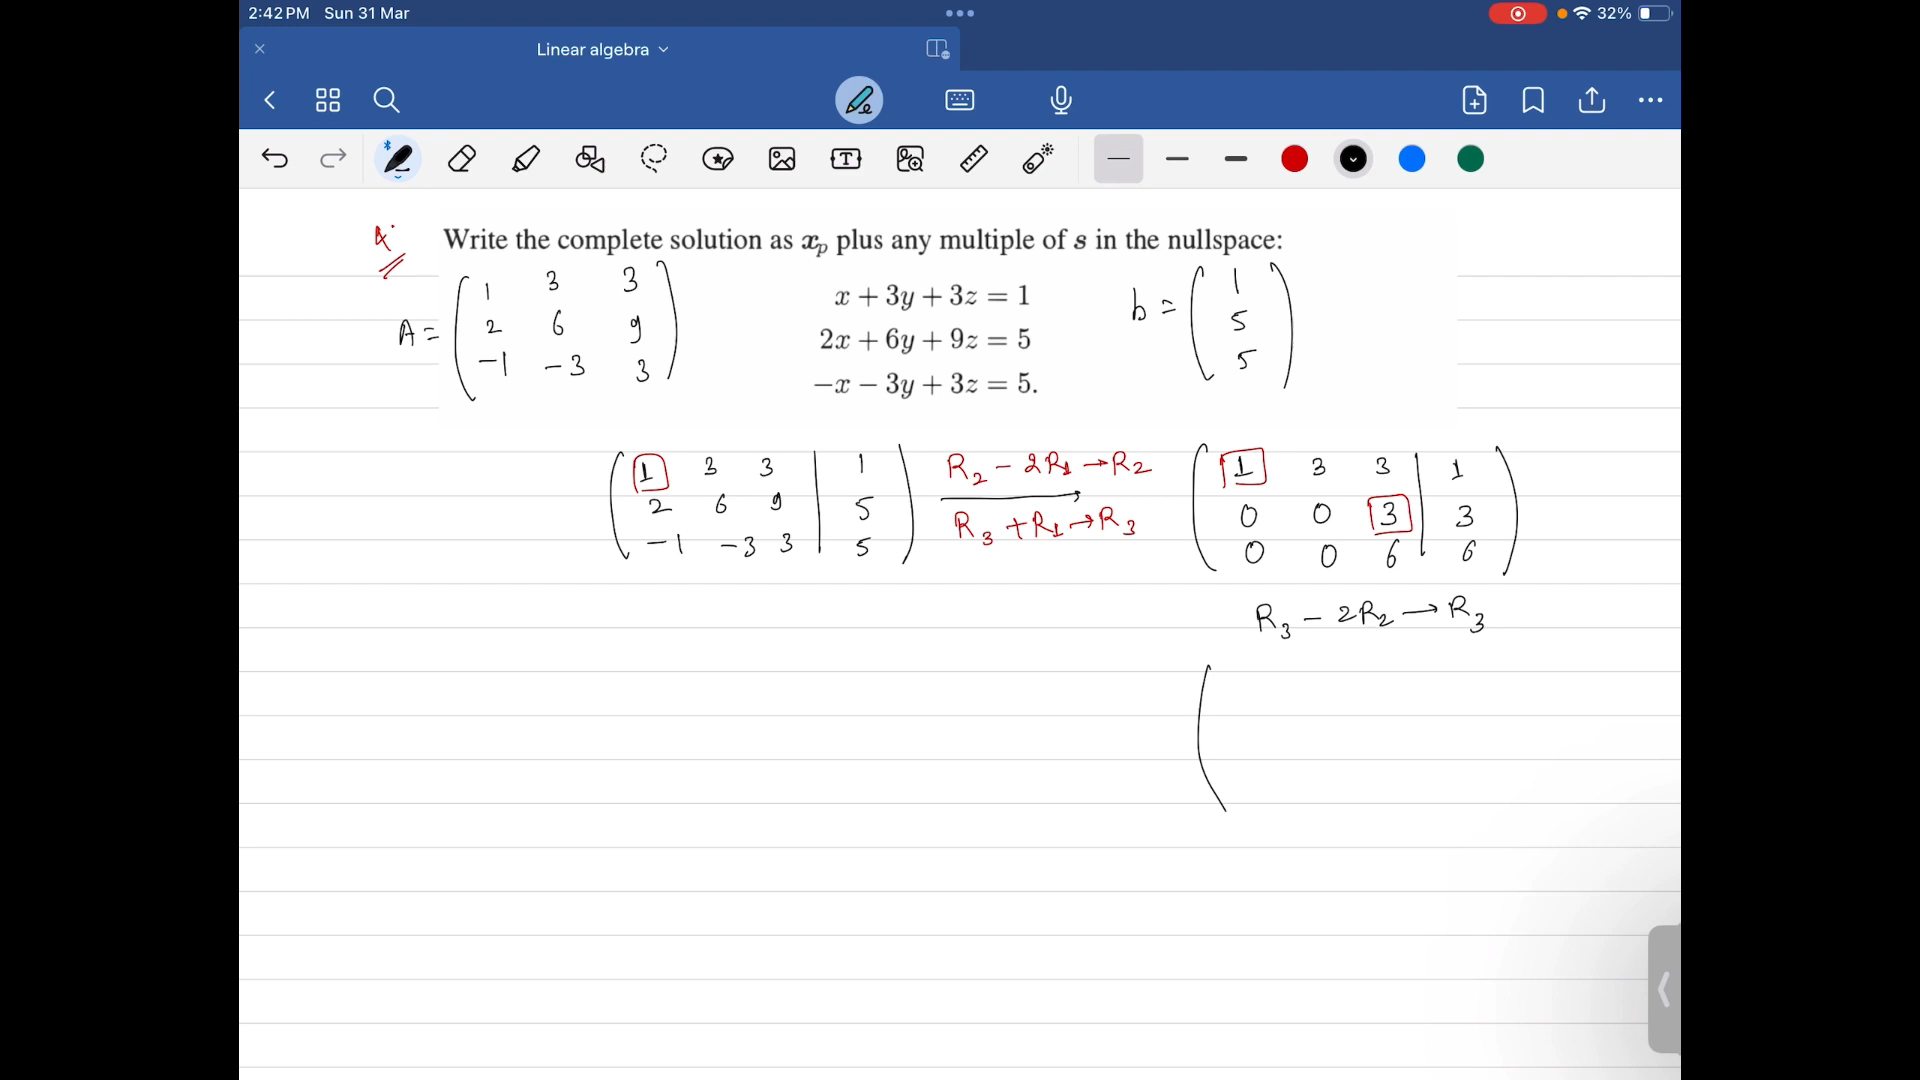 2:42 PM Sun 31 Mar
32%
Linear algebra
T
Write the complete solution as x_p plus any multiple of s in the nullspace:
A = ( 1 3 3
2 6 9
-1 -3 3 )
x + 3y + 3z = 1
2x + 6y + 9z = 5
−x − 3y + 3z = 5.
b = ( 1
5
5 )
( 1 3 3 | 1
2 6 9 | 5
-1 -3 3 | 5 )
R2 - 2R1 → R2
R3 + R1 → R3
( 1 3 3 | 1
0 0 3 | 3
0 0 6 | 6 )
R3 - 2R2 → R3
(